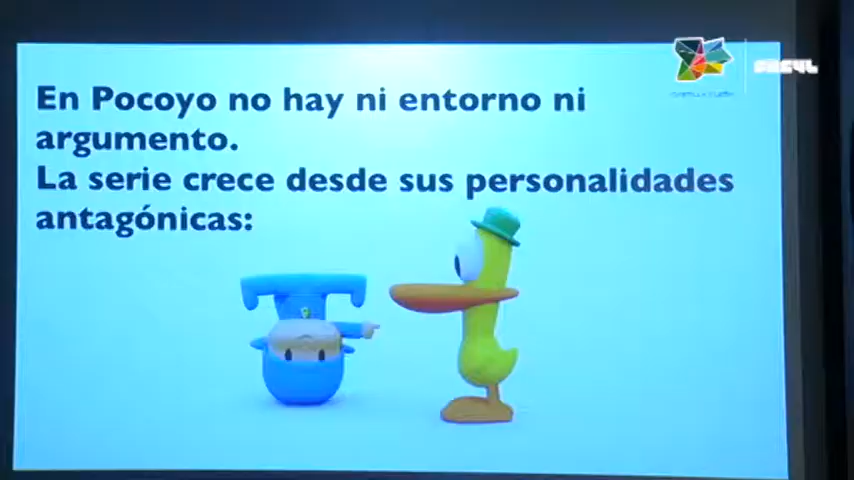 En Pocoyo no hay ni entorno ni
argumento.
La serie crece desde sus personalidades
antagónicas: